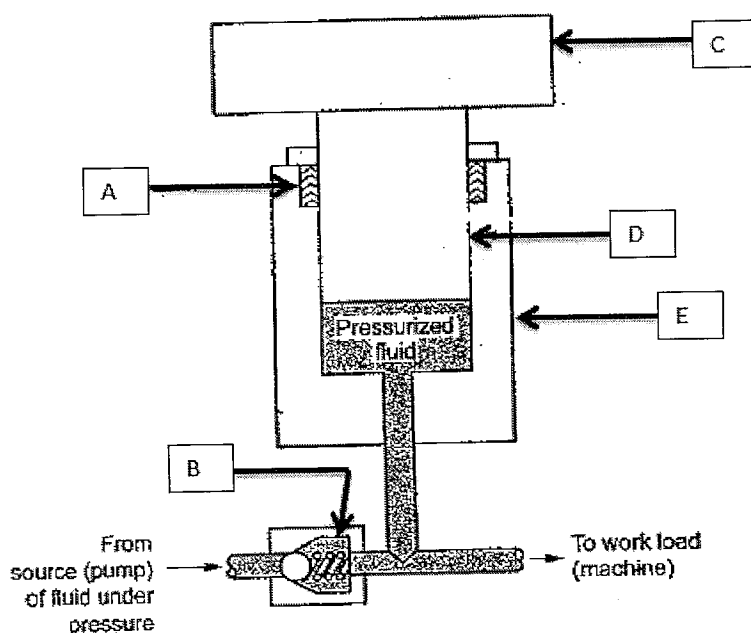 C
A
D
E
Pressurized
fluid
B
From
source (pump)
of fluid under
pressure
To work load
(machine)